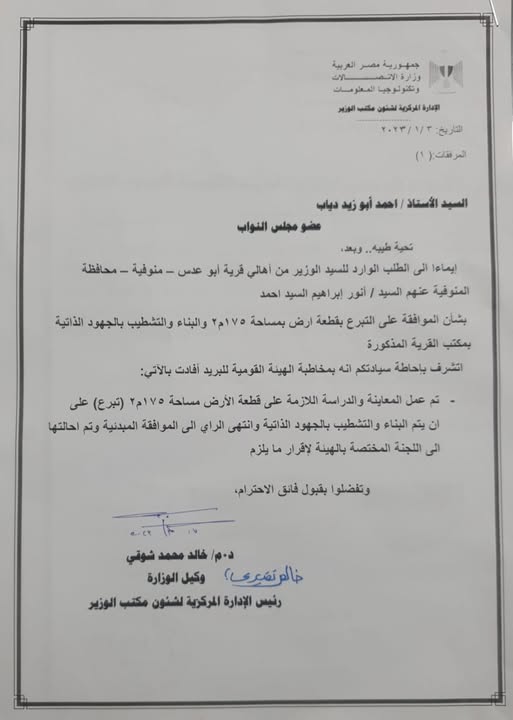 جمهورية مصر العربية
وزارة الاتصالات
وتكنولوجيا المعلومات
الإدارة المركزية لشئون مكتب الوزير
التاريخ: ٣ / ١ / ٢٠٢٣
المرفقات: ( ١ )
السيد الأستاذ / احمد أبو زيد دياب
عضو مجلس النواب
تحية طيبه.. وبعد،
إيماءا الى الطلب الوارد للسيد الوزير من أهالي قرية أبو عدس – منوفية – محافظة
المنوفية عنهم السيد / أنور إبراهيم السيد احمد
بشأن الموافقة على التبرع بقطعة ارض بمساحة ١٧٥م٢ والبناء والتشطيب بالجهود الذاتية
بمكتب القرية المذكورة
اتشرف بإحاطة سيادتكم انه بمخاطبة الهيئة القومية للبريد أفادت بالآتي:
- تم عمل المعاينة والدراسة اللازمة على قطعة الأرض مساحة ١٧٥م٢ (تبرع) على
ان يتم البناء والتشطيب بالجهود الذاتية وانتهى الراي الى الموافقة المبدئية وتم احالتها
الى اللجنة المختصة بالهيئة لإقرار ما يلزم
وتفضلوا بقبول فائق الاحترام،
د.م/ خالد محمد شوقي
وكيل الوزارة
خالص تقديري
رئيس الإدارة المركزية لشئون مكتب الوزير